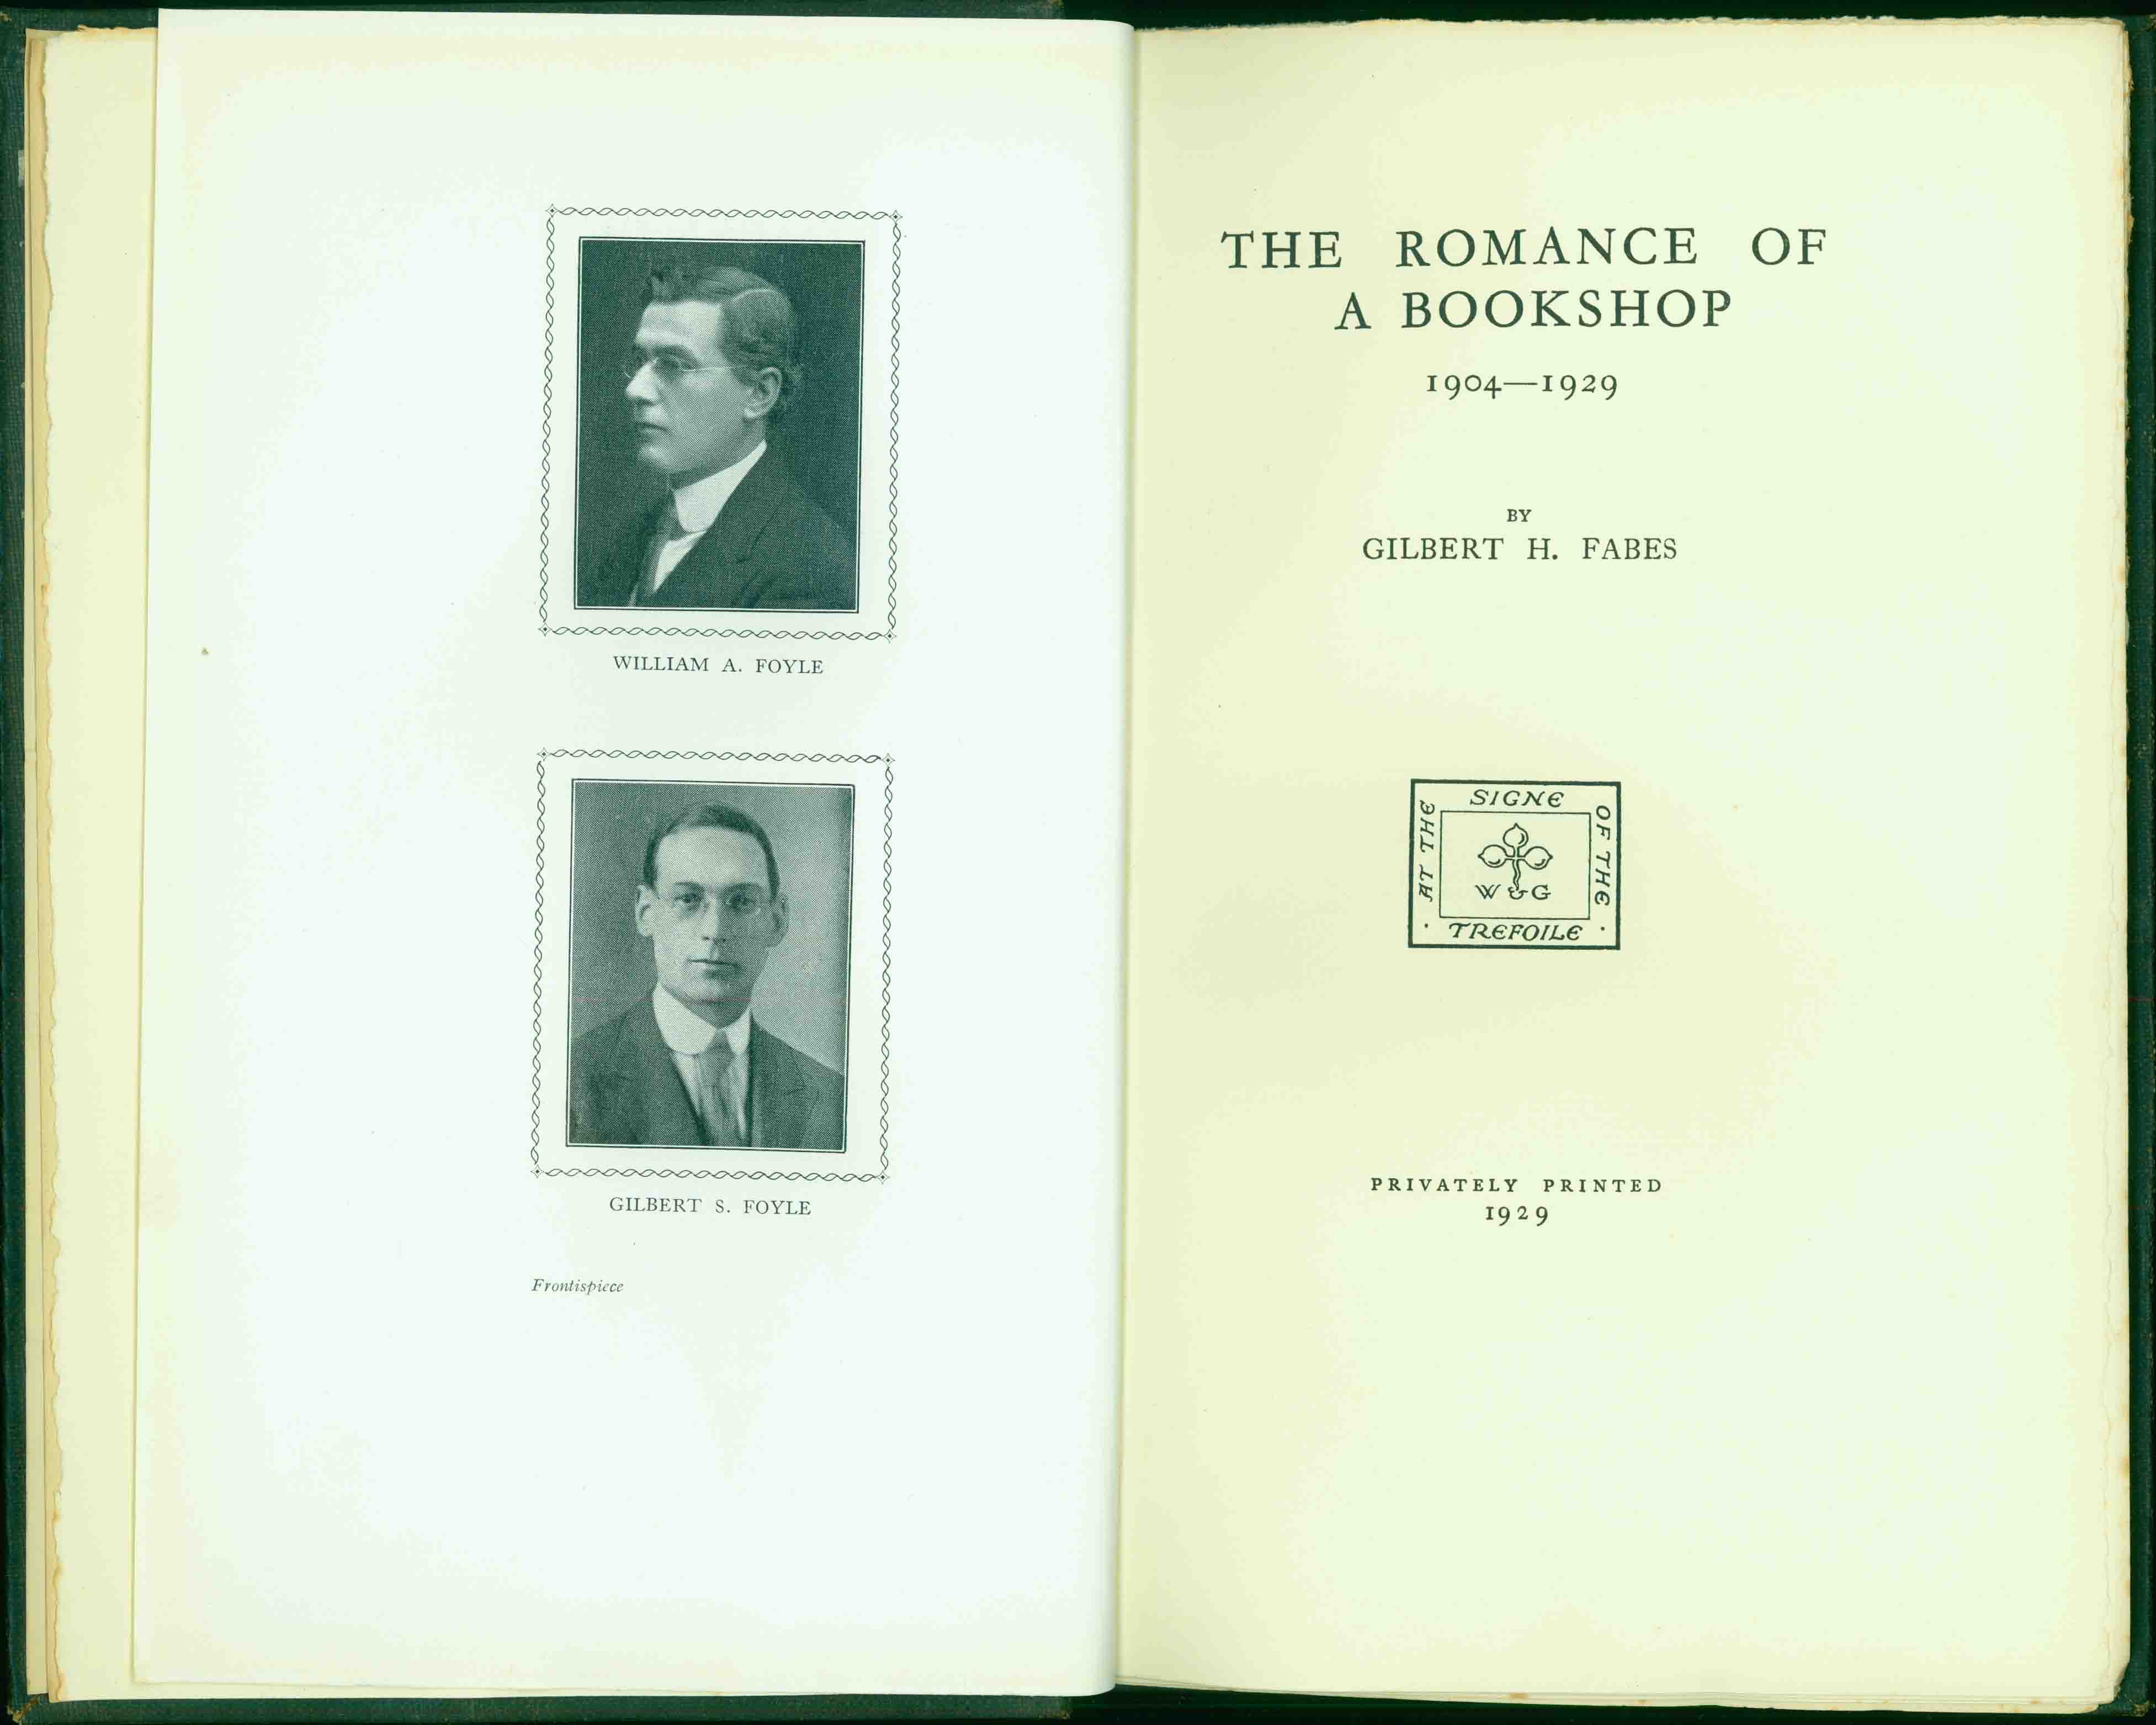 WILLIAM A. FOYLE
GILBERT S. FOYLE
Frontispiece
THE ROMANCE OF
A BOOKSHOP
1904—1929
BY
GILBERT H. FABES
· AT THE
SIGNE
OF THE ·
TREFOILE
W & G
PRIVATELY PRINTED
1929